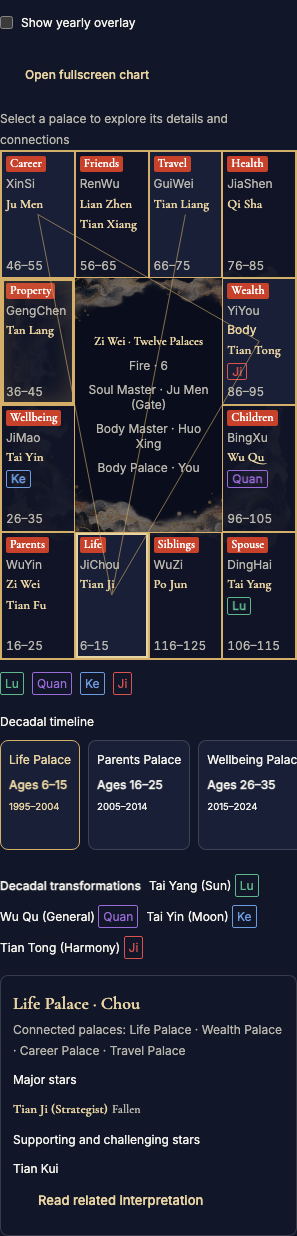 Show yearly overlay
Open fullscreen chart
Select a palace to explore its details and
connections
Career
XinSi
Ju Men
46–55
Friends
RenWu
Lian Zhen
Tian Xiang
56–65
Travel
GuiWei
Tian Liang
66–75
Health
JiaShen
Qi Sha
76–85
Property
GengChen
Tan Lang
36–45
Zi Wei · Twelve Palaces
Fire · 6
Soul Master · Ju Men
(Gate)
Body Master · Huo
Xing
Body Palace · You
Wealth
YiYou
Body
Tian Tong
Ji
86–95
Wellbeing
JiMao
Tai Yin
Ke
26–35
Children
BingXu
Wu Qu
Quan
96–105
Parents
WuYin
Zi Wei
Tian Fu
16–25
Life
JiChou
Tian Ji
6–15
Siblings
WuZi
Po Jun
116–125
Spouse
DingHai
Tai Yang
Lu
106–115
Lu Quan Ke Ji
Decadal timeline
Life Palace
Ages 6–15
1995–2004
Parents Palace
Ages 16–25
2005–2014
Wellbeing Palac
Ages 26–35
2015–2024
Decadal transformations Tai Yang (Sun) Lu
Wu Qu (General) Quan Tai Yin (Moon) Ke
Tian Tong (Harmony) Ji
Life Palace · Chou
Connected palaces: Life Palace · Wealth Palace
· Career Palace · Travel Palace
Major stars
Tian Ji (Strategist) Fallen
Supporting and challenging stars
Tian Kui
Read related interpretation